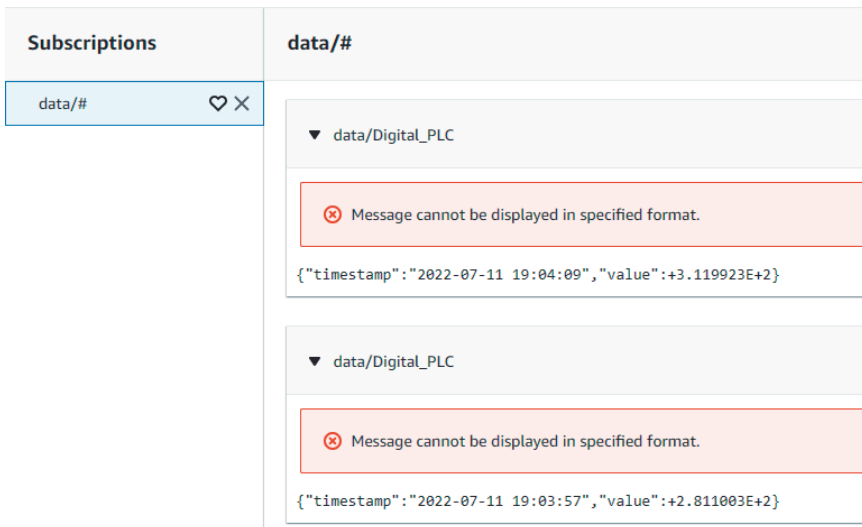 Subscriptions
data/#
data/#
data/Digital_PLC
Message cannot be displayed in specified format.
{"timestamp":"2022-07-11 19:04:09","value":+3.119923E+2}
data/Digital_PLC
Message cannot be displayed in specified format.
{"timestamp":"2022-07-11 19:03:57","value":+2.811003E+2}